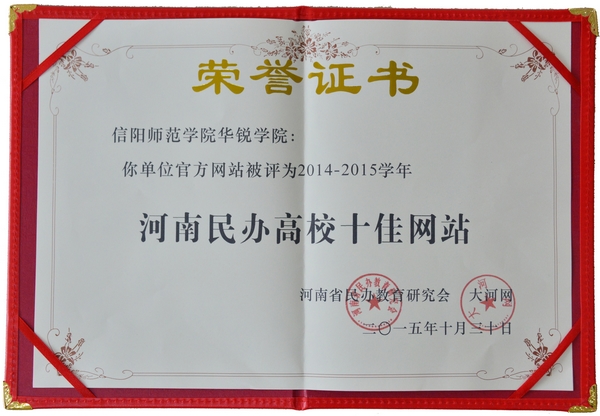 荣誉证书
信阳师范学院华锐学院：
你单位官方网站被评为2014-2015学年
河南民办高校十佳网站
河南省民办教育研究会 大河网
二〇一五年十月三十日
大河网